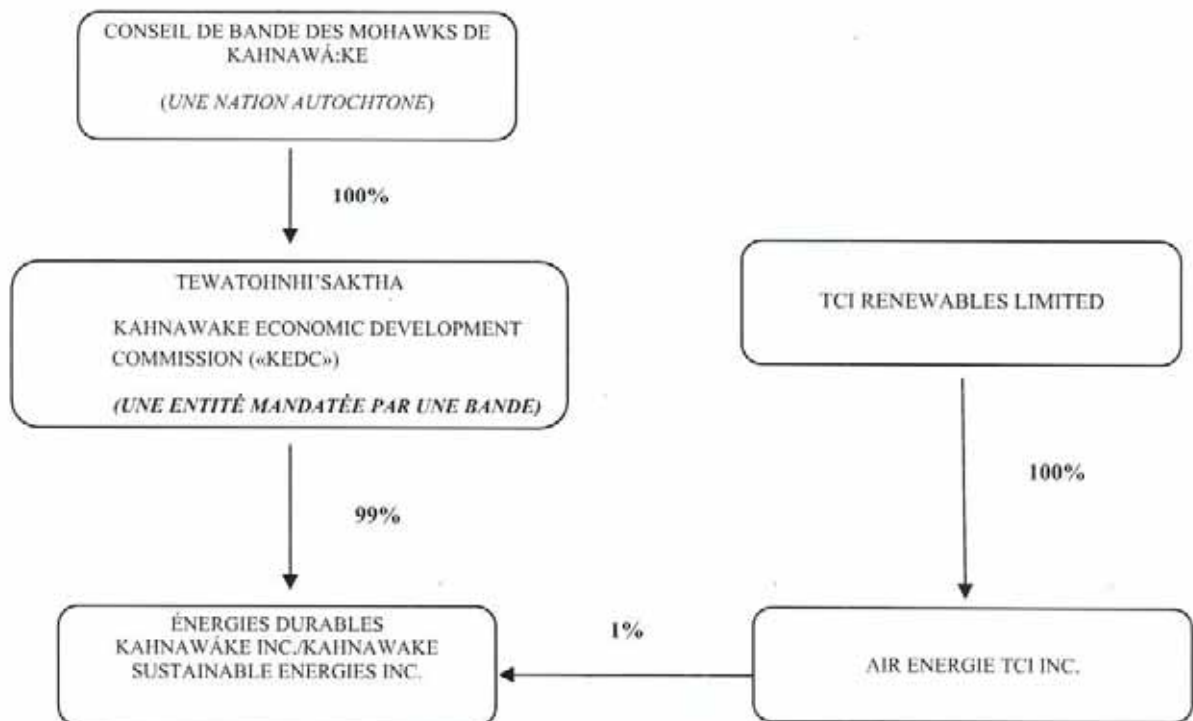 CONSEIL DE BANDE DES MOHAWKS DE
KAHNAWÁ:KE
(UNE NATION AUTOCHTONE)
100%
TEWATOHNHI'SAKTHA
KAHNAWAKE ECONOMIC DEVELOPMENT
COMMISSION («KEDC»)
(UNE ENTITÉ MANDATÉE PAR UNE BANDE)
TCI RENEWABLES LIMITED
99%
100%
ÉNERGIES DURABLES
KAHNAWÁKE INC./KAHNAWAKE
SUSTAINABLE ENERGIES INC.
1%
AIR ENERGIE TCI INC.